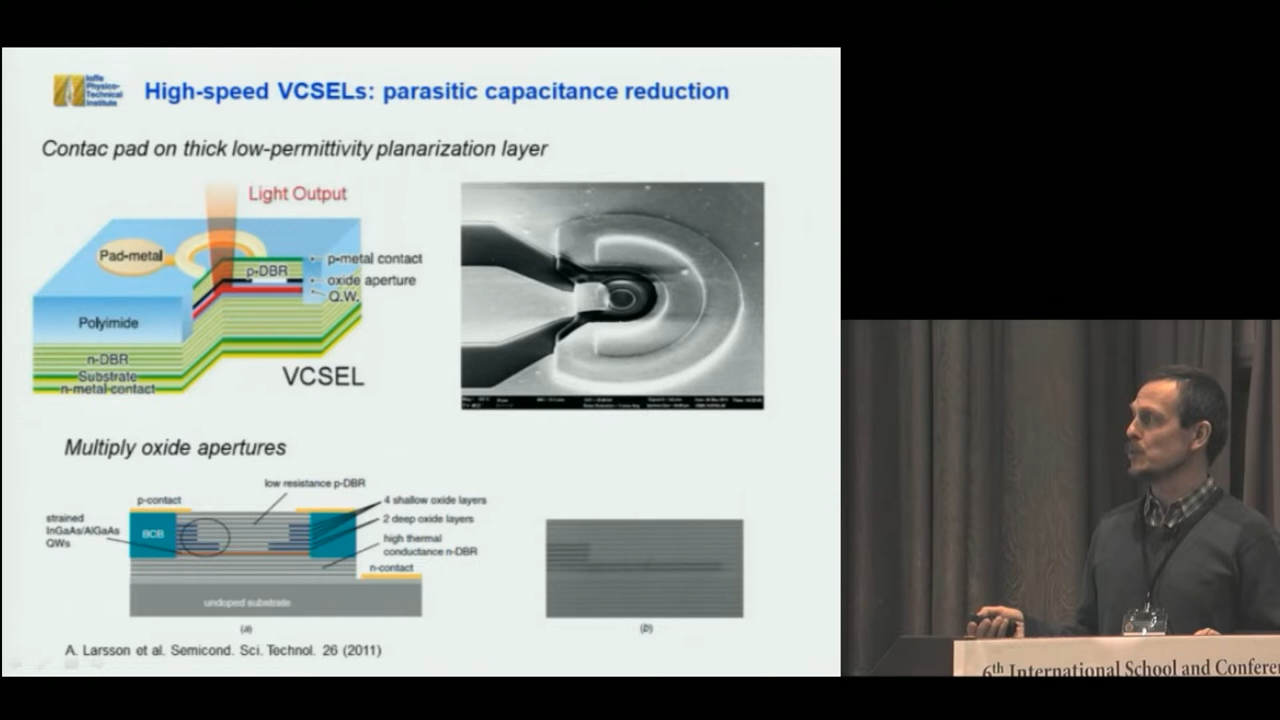 Ioffe
Physico-
Technical
Institute
High-speed VCSELs: parasitic capacitance reduction
Contac pad on thick low-permittivity planarization layer
Light Output
Pad-metal
p-metal contact
p-DBR
oxide aperture
Q.W.
Polyimide
n-DBR
Substrate
n-metal-contact
VCSEL
Multiply oxide apertures
low resistance p-DBR
p-contact
4 shallow oxide layers
strained
InGaAs/AlGaAs
QWs
BCB
2 deep oxide layers
high thermal
conductance n-DBR
n-contact
undoped substrate
(a)
(b)
A. Larsson et al. Semicond. Sci. Technol. 26 (2011)
6th International School and Confere